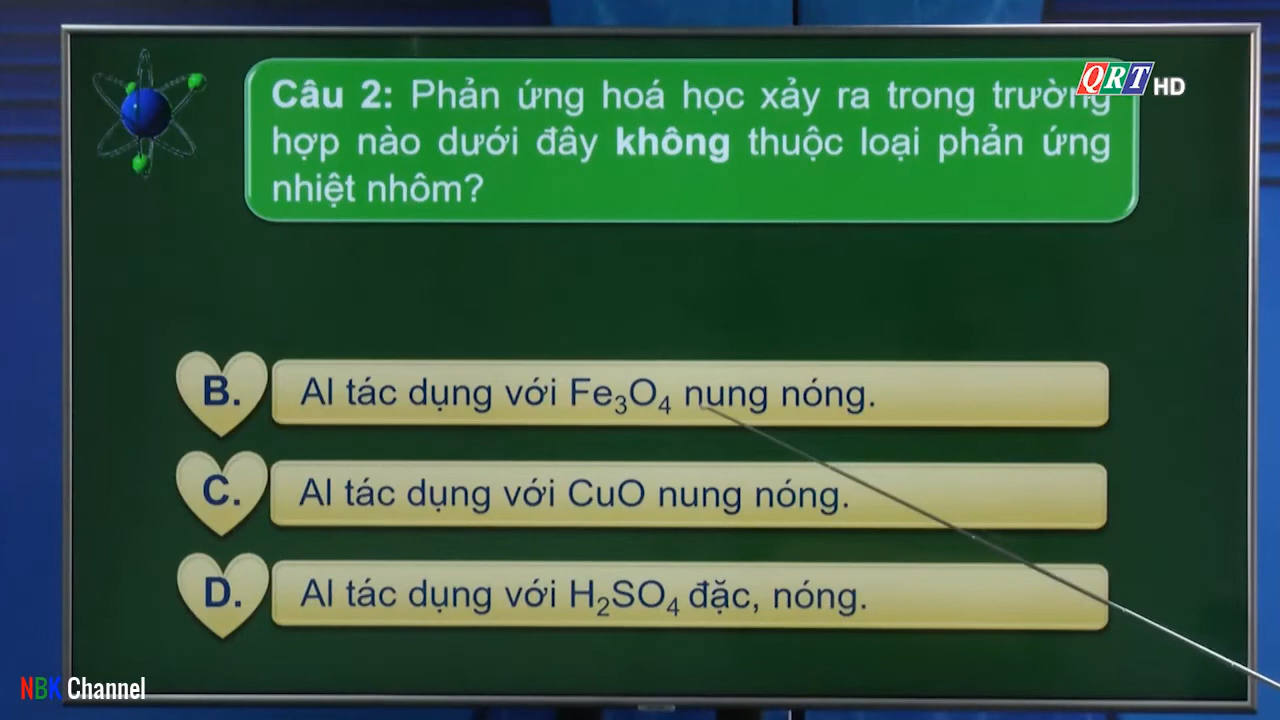 QRT HD
Câu 2: Phản ứng hoá học xảy ra trong trường
hợp nào dưới đây không thuộc loại phản ứng
nhiệt nhôm?
B. Al tác dụng với Fe₃O₄ nung nóng.
C. Al tác dụng với CuO nung nóng.
D. Al tác dụng với H₂SO₄ đặc, nóng.
NBK Channel